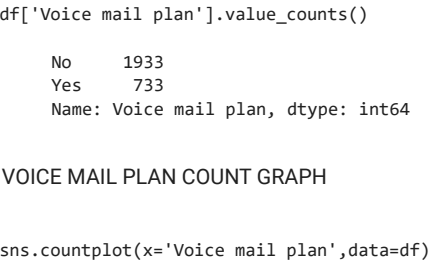 df['Voice mail plan'].value_counts()
No 1933
Yes 733
Name: Voice mail plan, dtype: int64
VOICE MAIL PLAN COUNT GRAPH
sns.countplot(x='Voice mail plan',data=df)